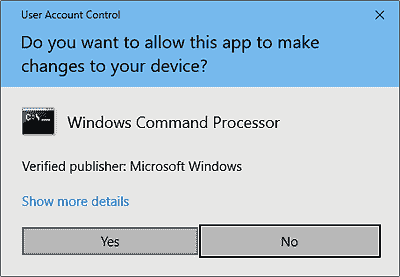 User Account Control
Do you want to allow this app to make
changes to your device?
C:\_
Windows Command Processor
Verified publisher: Microsoft Windows
Show more details
Yes
No